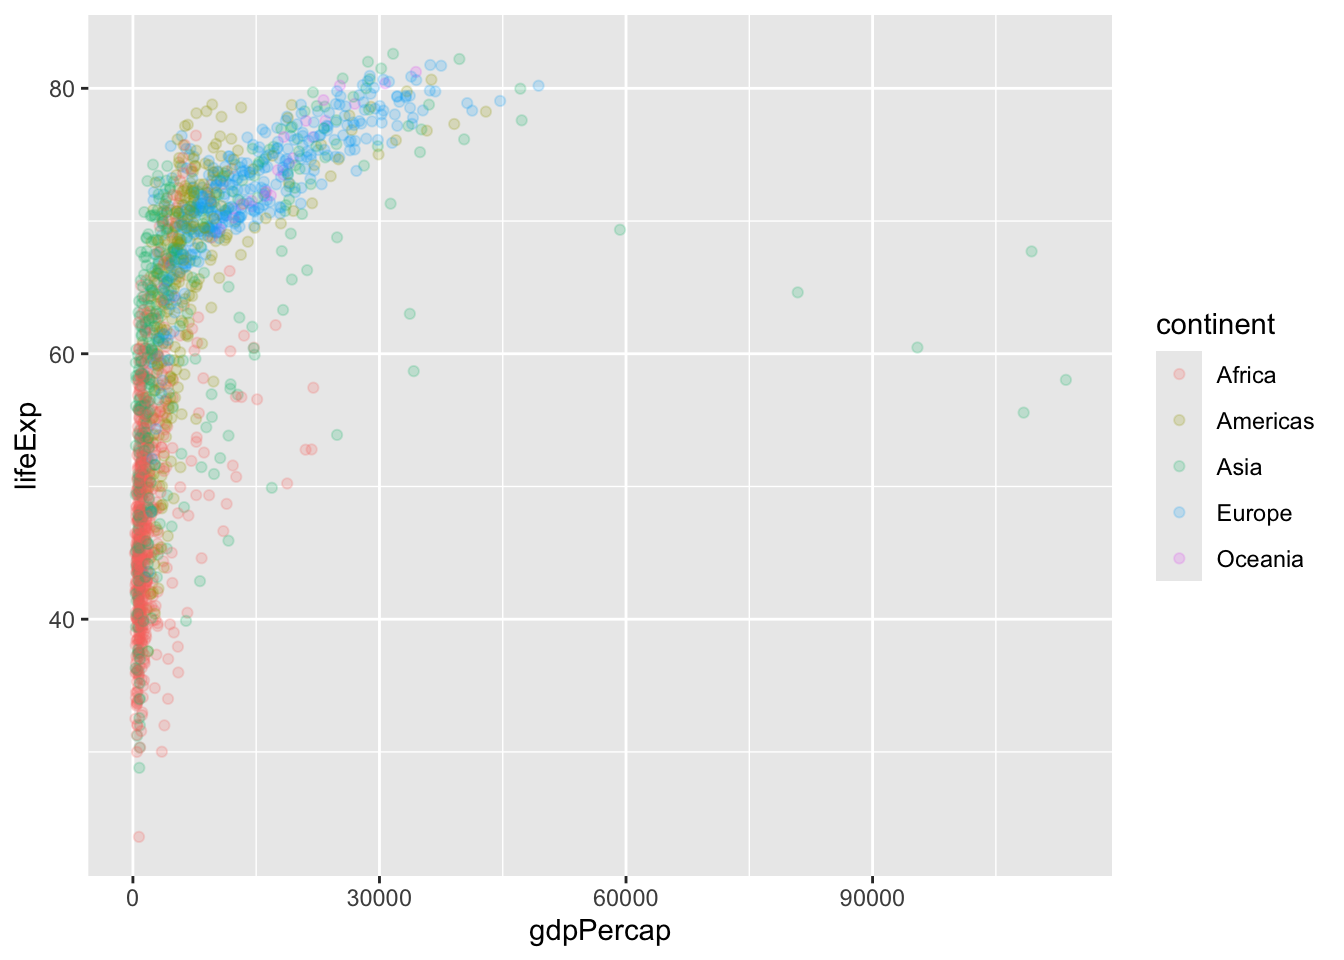 80
60
40
lifeExp
0
30000
60000
90000
gdpPercap
continent
Africa
Americas
Asia
Europe
Oceania